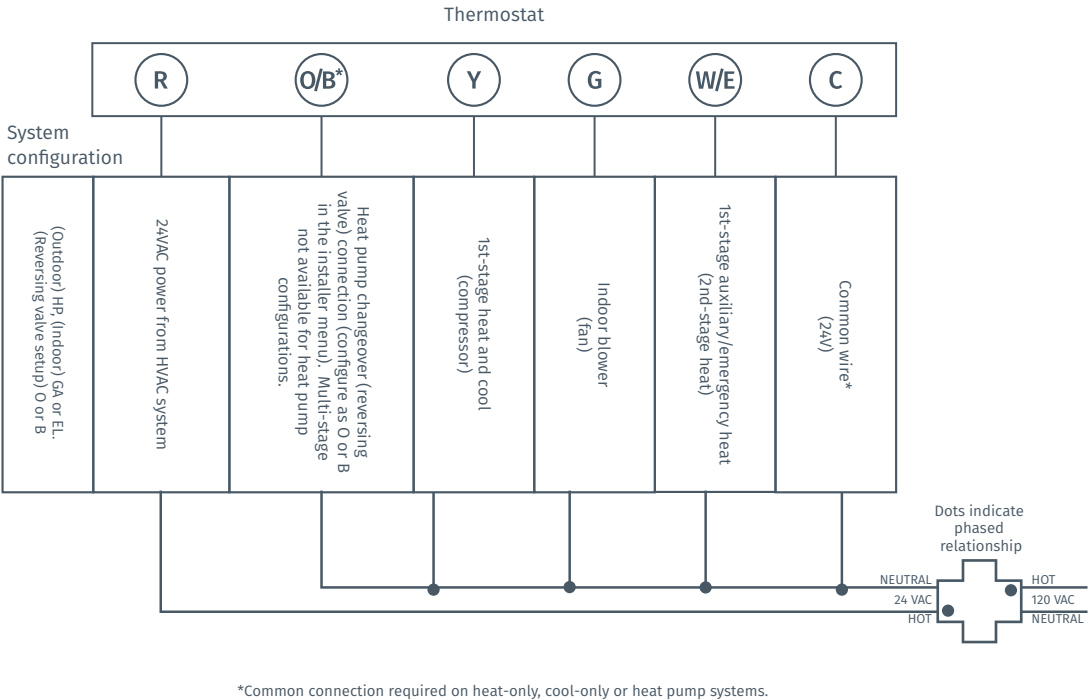 Thermostat
R
O/B*
Y
G
W/E
C
System
configuration
(Outdoor) HP, (Indoor) GA or EL.
(Reversing valve setup) O or B
24VAC power from HVAC system
Heat pump changeover (reversing
valve) connection (configure as O or B
in the installer menu).  Multi-stage
not available for heat pump
configurations.
1st-stage heat and cool
(compressor)
Indoor blower
(fan)
1st-stage auxiliary/emergency heat
(2nd-stage heat)
Common wire*
(24V)
Dots indicate
phased
relationship
NEUTRAL
24 VAC
HOT
HOT
120 VAC
NEUTRAL
*Common connection required on heat-only, cool-only or heat pump systems.